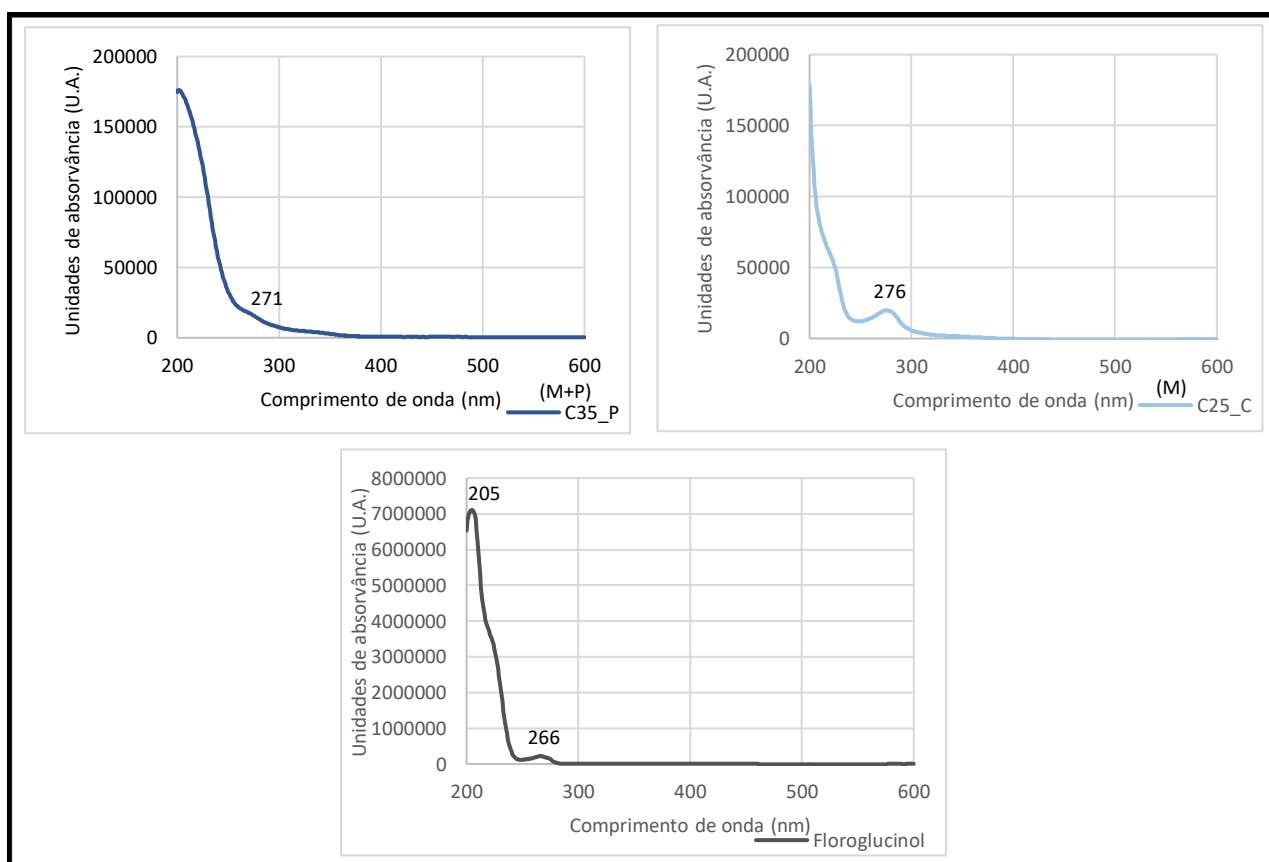 Unidades de absorvância (U.A.)
200000
150000
100000
50000
0
271
200 300 400 500 600
Comprimento de onda (nm)
(M+P)
C35_P
Unidades de absorvância (U.A.)
200000
150000
100000
50000
0
276
200 300 400 500 600
Comprimento de onda (nm)
(M)
C25_C
Unidades de absorvância (U.A.)
8000000
7000000
6000000
5000000
4000000
3000000
2000000
1000000
0
205
266
200 300 400 500 600
Comprimento de onda (nm)
Floroglucinol